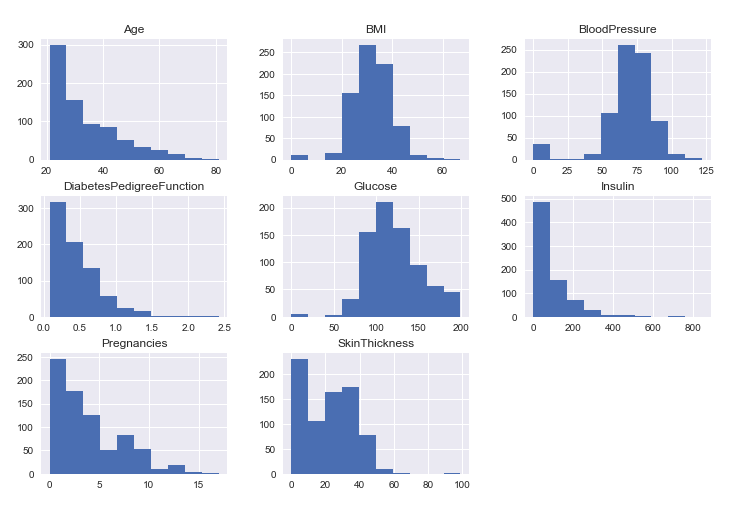 Age BMI BloodPressure
300 250 250
200 200
200 150 150
100 100 100
50 50
0 0 0
20 40 60 80 0 20 40 60 0 25 50 75 100 125
DiabetesPedigreeFunction Glucose Insulin
300 200 500
400
200 150
300
100 100 200
50 100
0 0 0
0.0 0.5 1.0 1.5 2.0 2.5 0 50 100 150 200 0 200 400 600 800
Pregnancies SkinThickness
250
200 200
150 150
100 100
50 50
0 0
0 5 10 15 0 20 40 60 80 100